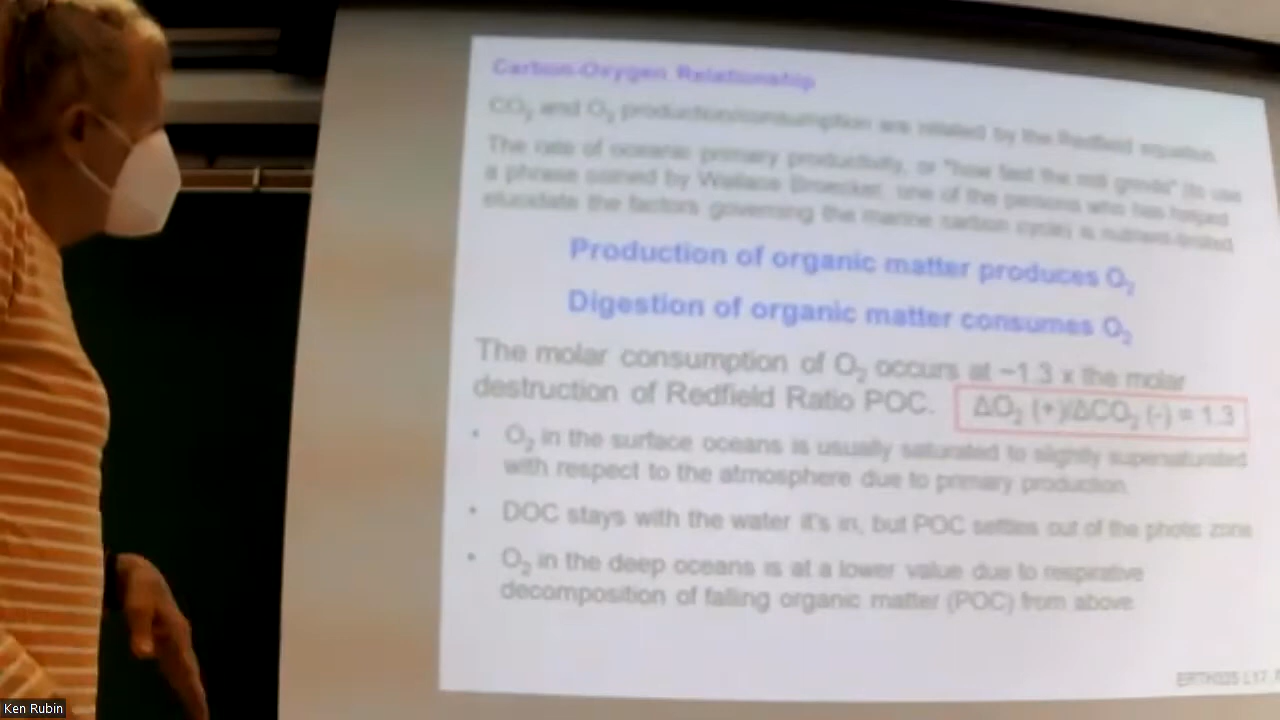 Carbon-Oxygen Relationship
CO₂ and O₂ production/consumption are related by the Redfield equation.
The rate of oceanic primary productivity, or "how fast the grows" (to use
a phrase coined by Wallace Broecker, one of the persons who has helped
elucidate the factors governing the marine carbon cycle) is nutrient-limited.
Production of organic matter produces O₂
Digestion of organic matter consumes O₂
The molar consumption of O₂ occurs at ~1.3 x the molar
destruction of Redfield Ratio POC.
ΔO₂ (+)/ΔCO₂ (-) = 1.3
• O₂ in the surface oceans is usually saturated to slightly supersaturated
with respect to the atmosphere due to primary production.
• DOC stays with the water it's in, but POC settles out of the photic zone
• O₂ in the deep oceans is at a lower value due to respirative
decomposition of falling organic matter (POC) from above.
L17
Ken Rubin